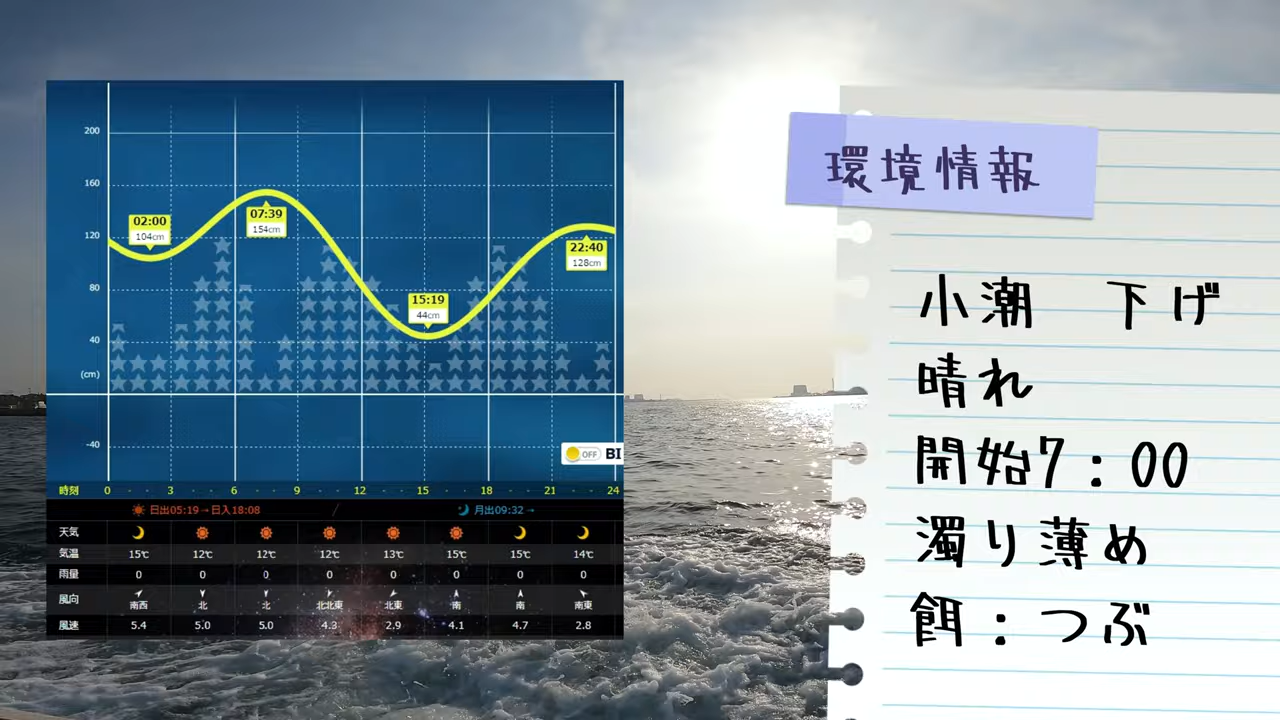 200
160
120
80
40
(cm)
-40
02:00
104cm
07:39
154cm
15:19
44cm
22:40
128cm
OFF BI
時刻 0 3 6 9 12 15 18 21 24
日出05:19→日入18:08 / 月出09:32 →
天気
気温 15℃ 12℃ 12℃ 12℃ 13℃ 15℃ 15℃ 14℃
雨量 0 0 0 0 0 0 0 0
風向 南西 北 北 北北東 北東 南 南 南東
風速 5.4 5.0 5.0 4.3 2.9 4.1 4.7 2.8
環境情報
小潮 下げ
晴れ
開始7：00
濁り薄め
餌：つぶ